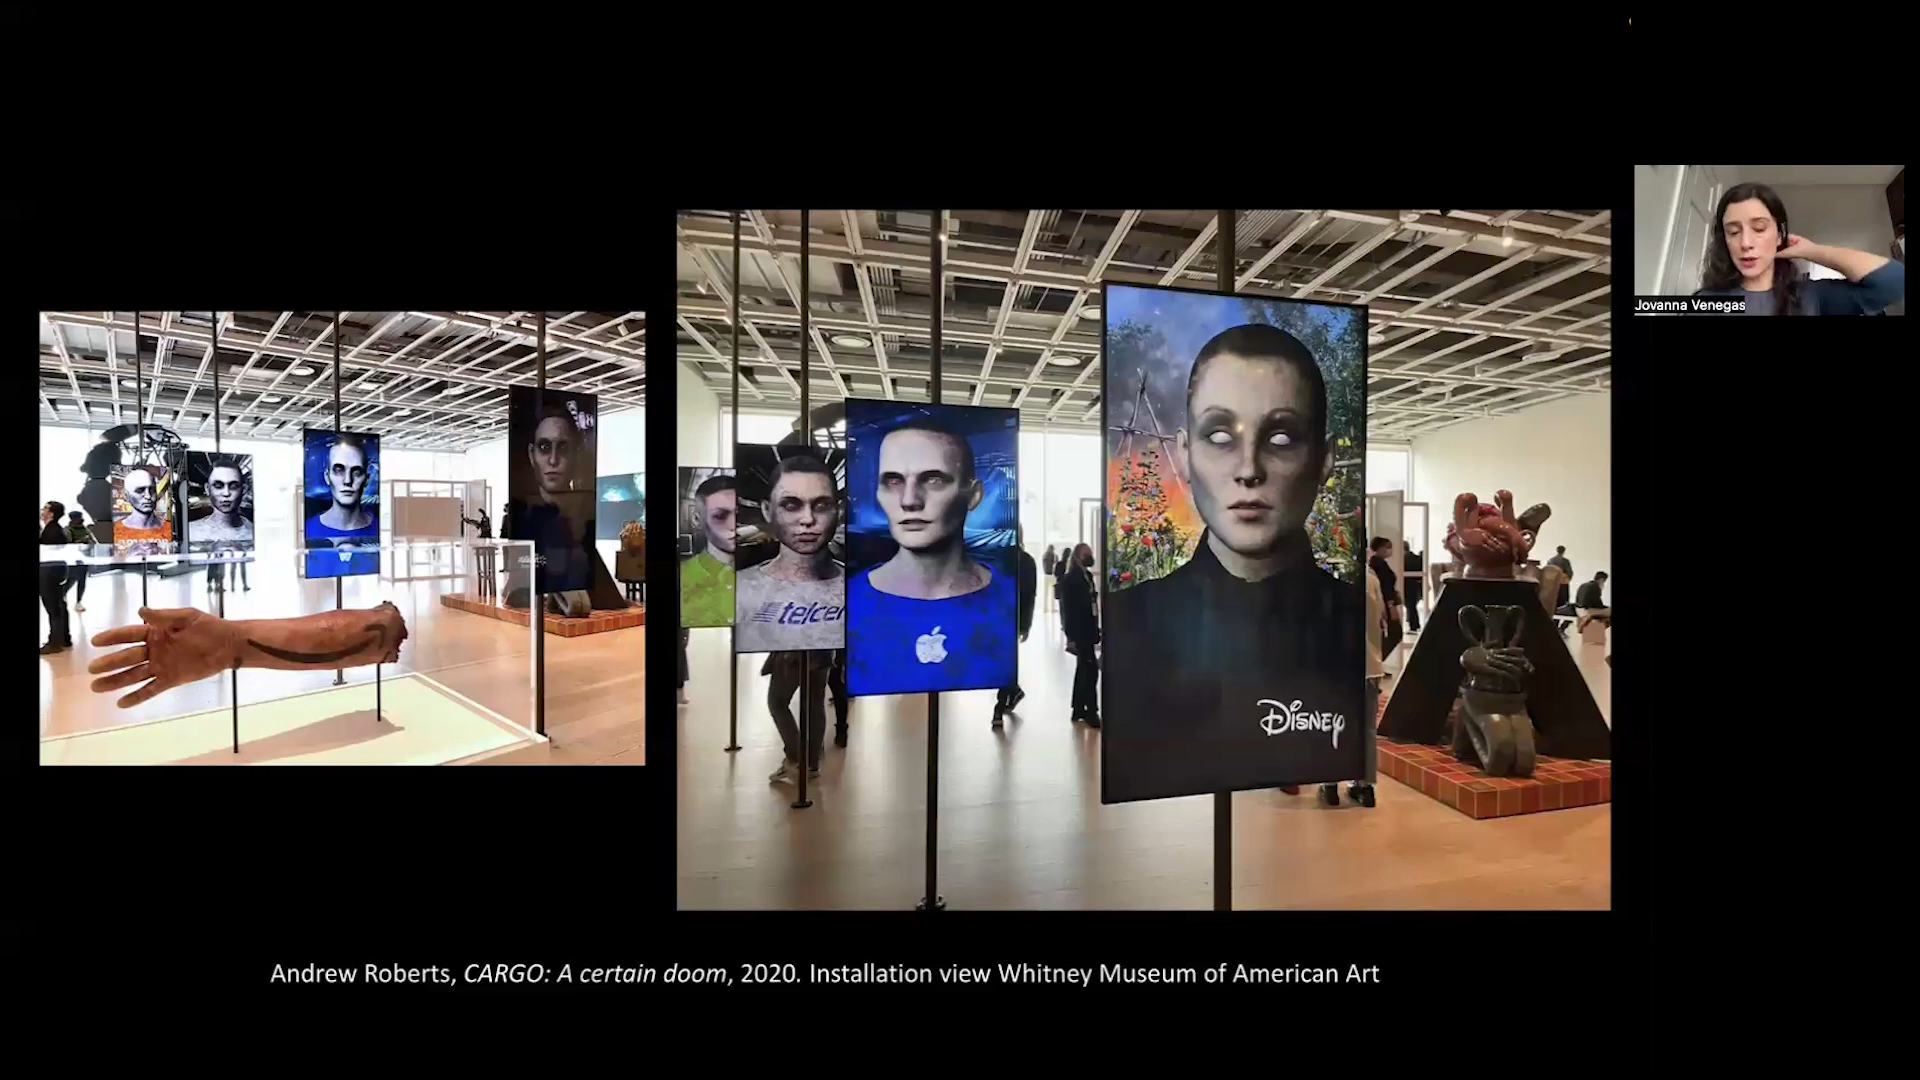 Jovanna Venegas
telcel
DISNEY
Andrew Roberts, CARGO: A certain doom, 2020. Installation view Whitney Museum of American Art